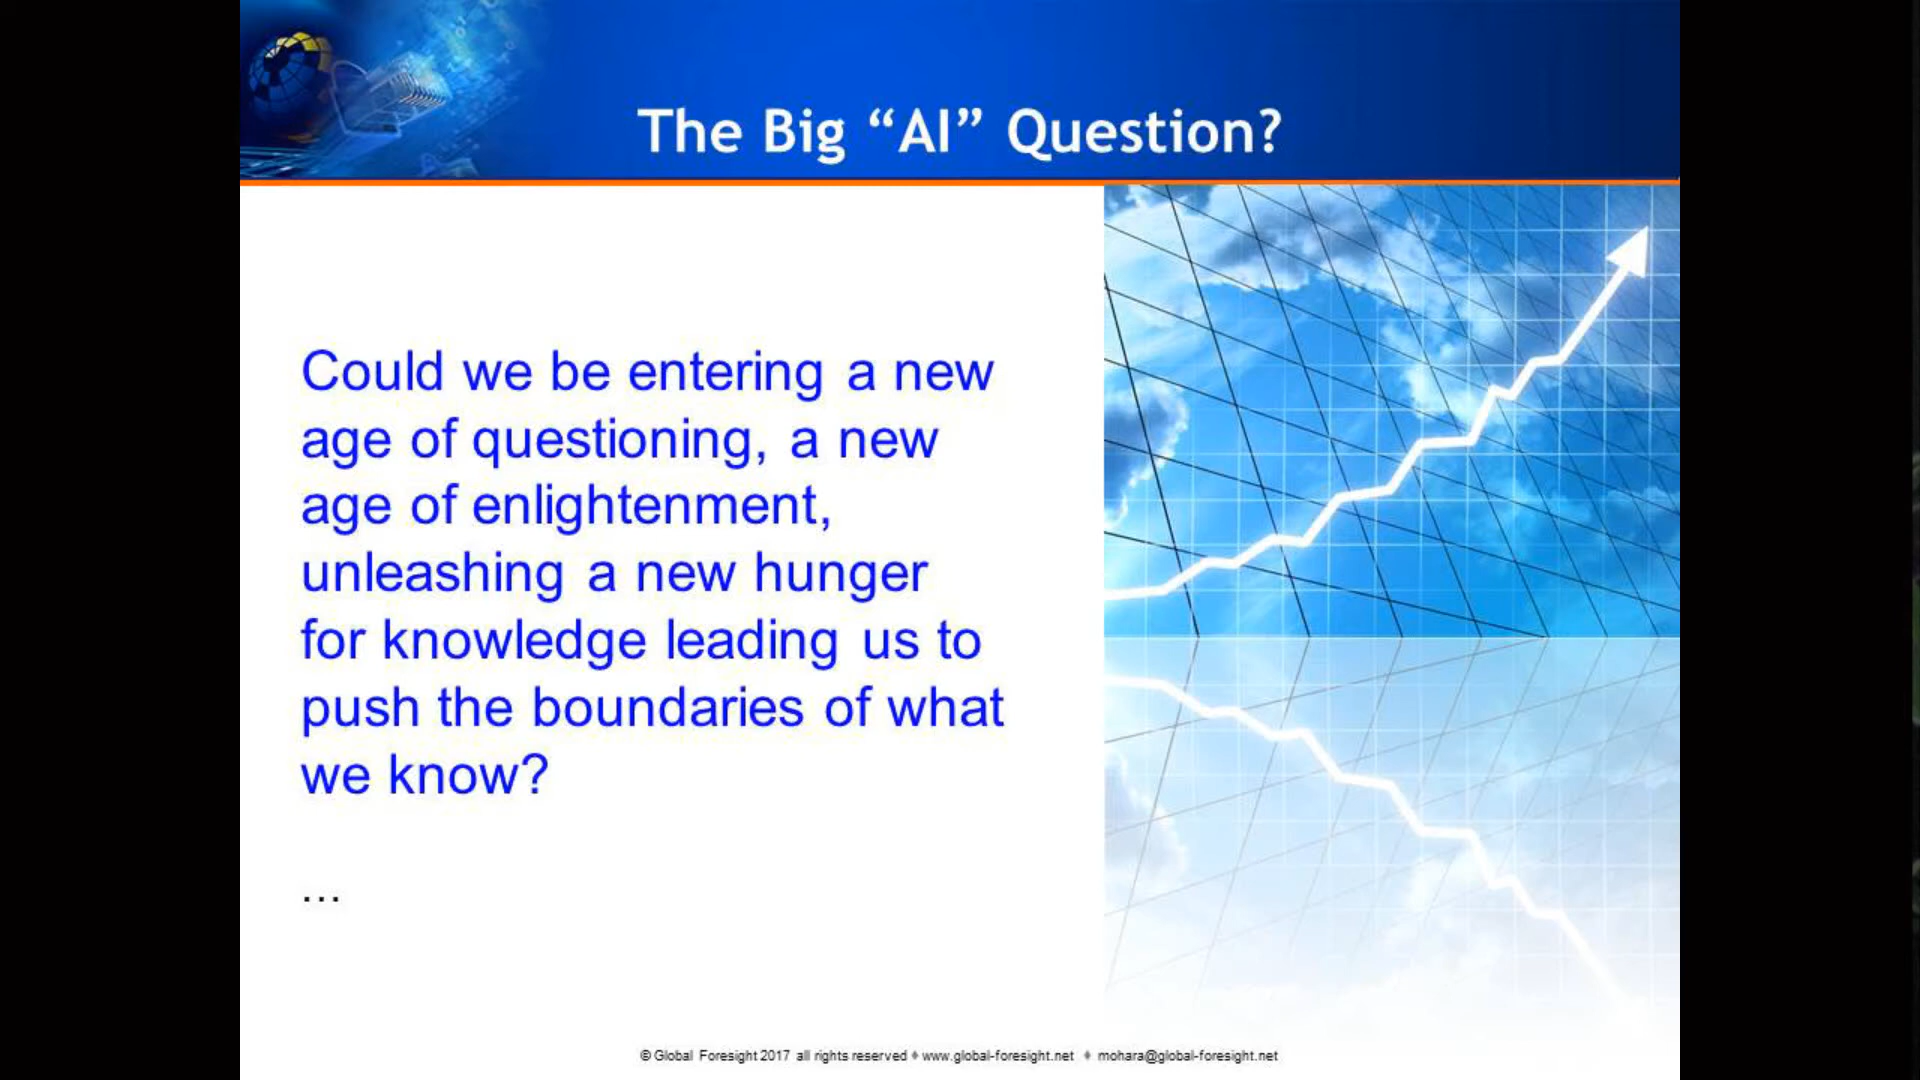 The Big “AI” Question?
Could we be entering a new
age of questioning, a new
age of enlightenment,
unleashing a new hunger
for knowledge leading us to
push the boundaries of what
we know?
...
© Global Foresight 2017 all rights reserved ♦ www.global-foresight.net ♦ mohara@global-foresight.net